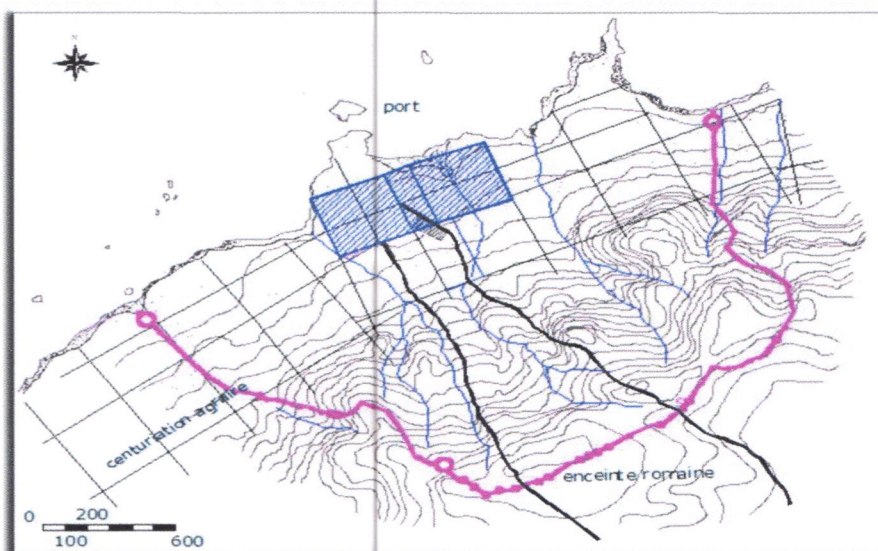 N
port
centuriation agraire
enceinte romaine
0 200
100 600